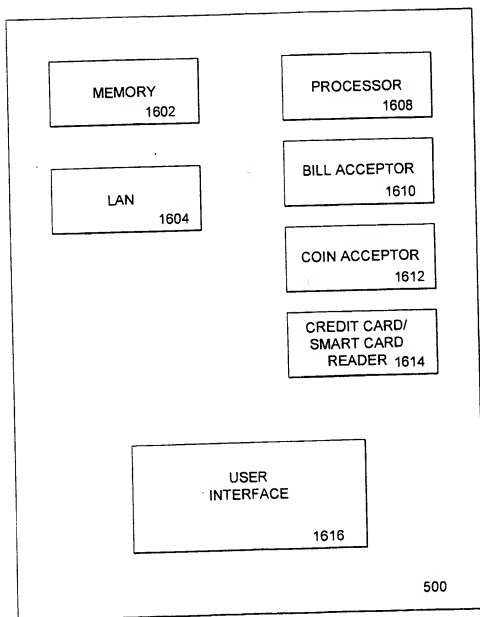 MEMORY
1602
PROCESSOR
1608
LAN
1604
BILL ACCEPTOR
1610
COIN ACCEPTOR
1612
CREDIT CARD/
SMART CARD
READER 1614
USER
INTERFACE
1616
500